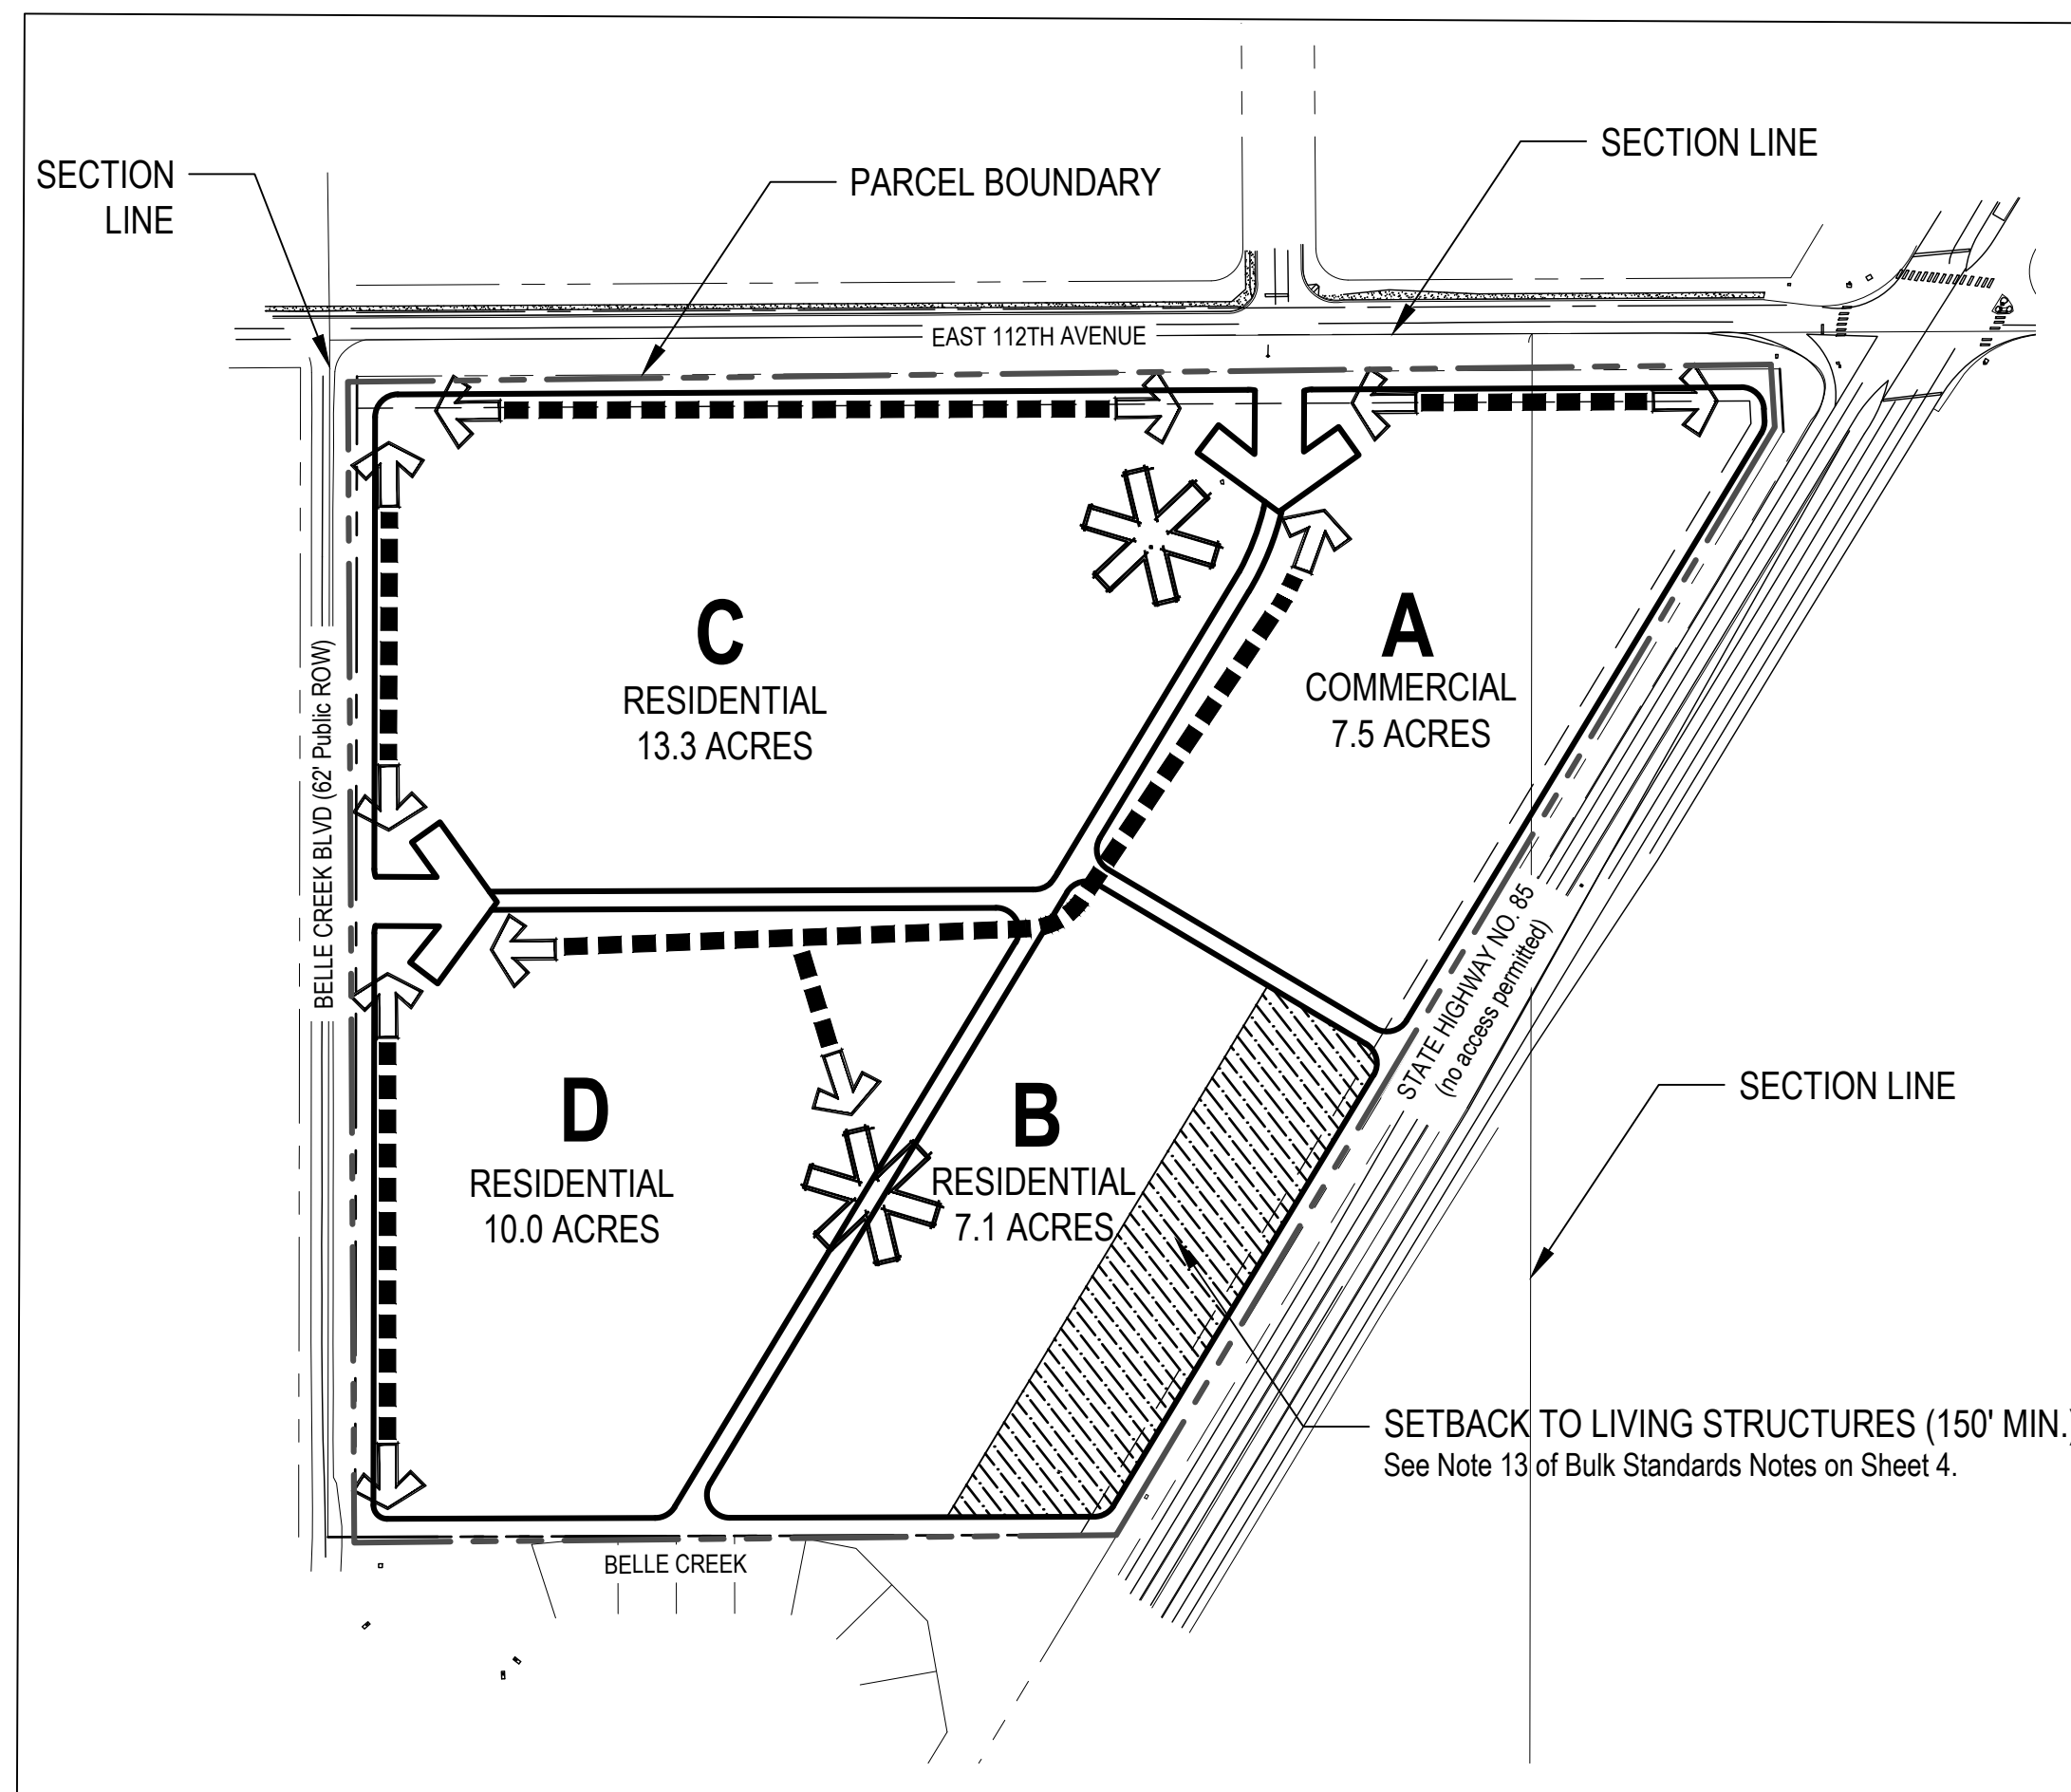 SECTION LINE
SECTION
LINE
PARCEL BOUNDARY
EAST 112TH AVENUE
C
RESIDENTIAL
13.3 ACRES
A
COMMERCIAL
7.5 ACRES
BELLE CREEK BLVD (62' Public ROW)
STATE HIGHWAY NO. 85
(no access permitted)
SECTION LINE
D
RESIDENTIAL
10.0 ACRES
B
RESIDENTIAL
7.1 ACRES
SETBACK TO LIVING STRUCTURES (150' MIN.)
See Note 13 of Bulk Standards Notes on Sheet 4.
BELLE CREEK